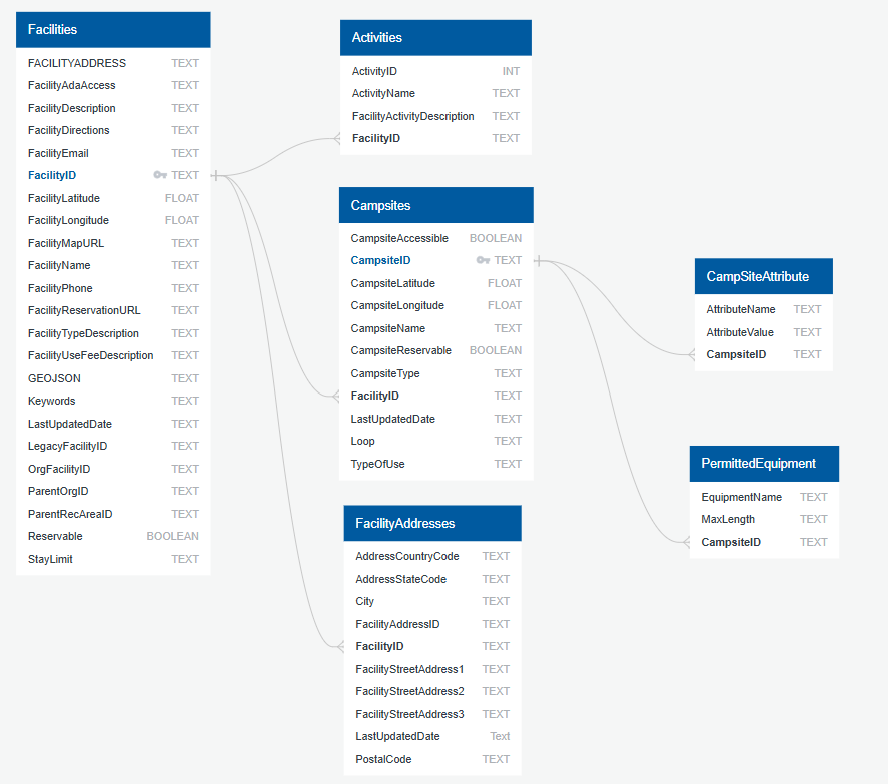 Facilities
FACILITYADDRESS TEXT
FacilityAdaAccess TEXT
FacilityDescription TEXT
FacilityDirections TEXT
FacilityEmail TEXT
FacilityID TEXT
FacilityLatitude FLOAT
FacilityLongitude FLOAT
FacilityMapURL TEXT
FacilityName TEXT
FacilityPhone TEXT
FacilityReservationURL TEXT
FacilityTypeDescription TEXT
FacilityUseFeeDescription TEXT
GEOJSON TEXT
Keywords TEXT
LastUpdatedDate TEXT
LegacyFacilityID TEXT
OrgFacilityID TEXT
ParentOrgID TEXT
ParentRecAreaID TEXT
Reservable BOOLEAN
StayLimit TEXT
Activities
ActivityID INT
ActivityName TEXT
FacilityActivityDescription TEXT
FacilityID TEXT
Campsites
CampsiteAccessible BOOLEAN
CampsiteID TEXT
CampsiteLatitude FLOAT
CampsiteLongitude FLOAT
CampsiteName TEXT
CampsiteReservable BOOLEAN
CampsiteType TEXT
FacilityID TEXT
LastUpdatedDate TEXT
Loop TEXT
TypeOfUse TEXT
FacilityAddresses
AddressCountryCode TEXT
AddressStateCode TEXT
City TEXT
FacilityAddressID TEXT
FacilityID TEXT
FacilityStreetAddress1 TEXT
FacilityStreetAddress2 TEXT
FacilityStreetAddress3 TEXT
LastUpdatedDate Text
PostalCode TEXT
CampSiteAttribute
AttributeName TEXT
AttributeValue TEXT
CampsiteID TEXT
PermittedEquipment
EquipmentName TEXT
MaxLength TEXT
CampsiteID TEXT